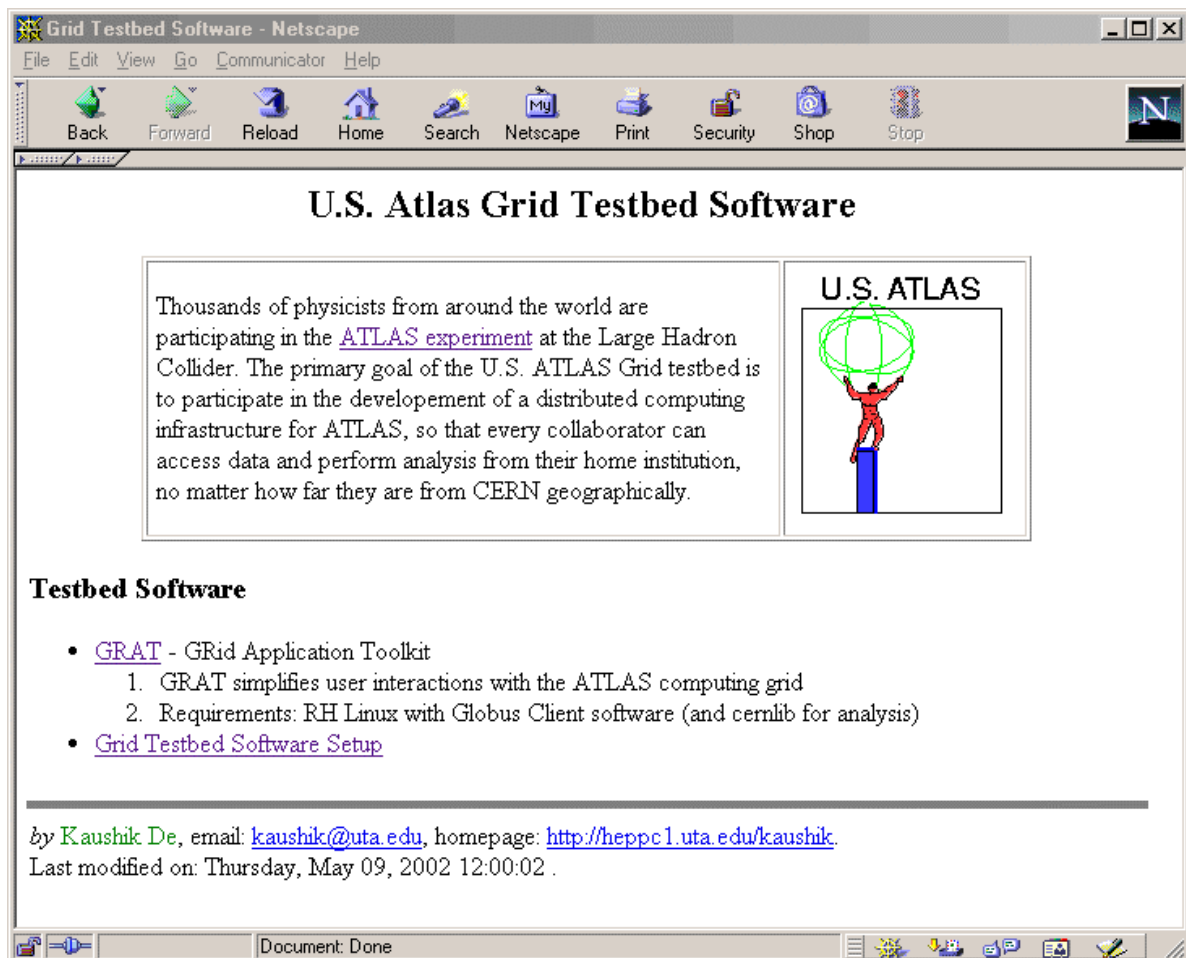 Grid Testbed Software - Netscape
File Edit View Go Communicator Help
Back Forward Reload Home Search Netscape Print Security Shop Stop
My
N
U.S. Atlas Grid Testbed Software
Thousands of physicists from around the world are
participating in the ATLAS experiment at the Large Hadron
Collider. The primary goal of the U.S. ATLAS Grid testbed is
to participate in the developement of a distributed computing
infrastructure for ATLAS, so that every collaborator can
access data and perform analysis from their home institution,
no matter how far they are from CERN geographically.
U.S. ATLAS
Testbed Software
• GRAT - GRid Application Toolkit
1. GRAT simplifies user interactions with the ATLAS computing grid
2. Requirements: RH Linux with Globus Client software (and cernlib for analysis)
• Grid Testbed Software Setup
by Kaushik De, email: kaushik@uta.edu, homepage: http://heppc1.uta.edu/kaushik.
Last modified on: Thursday, May 09, 2002 12:00:02 .
Document: Done